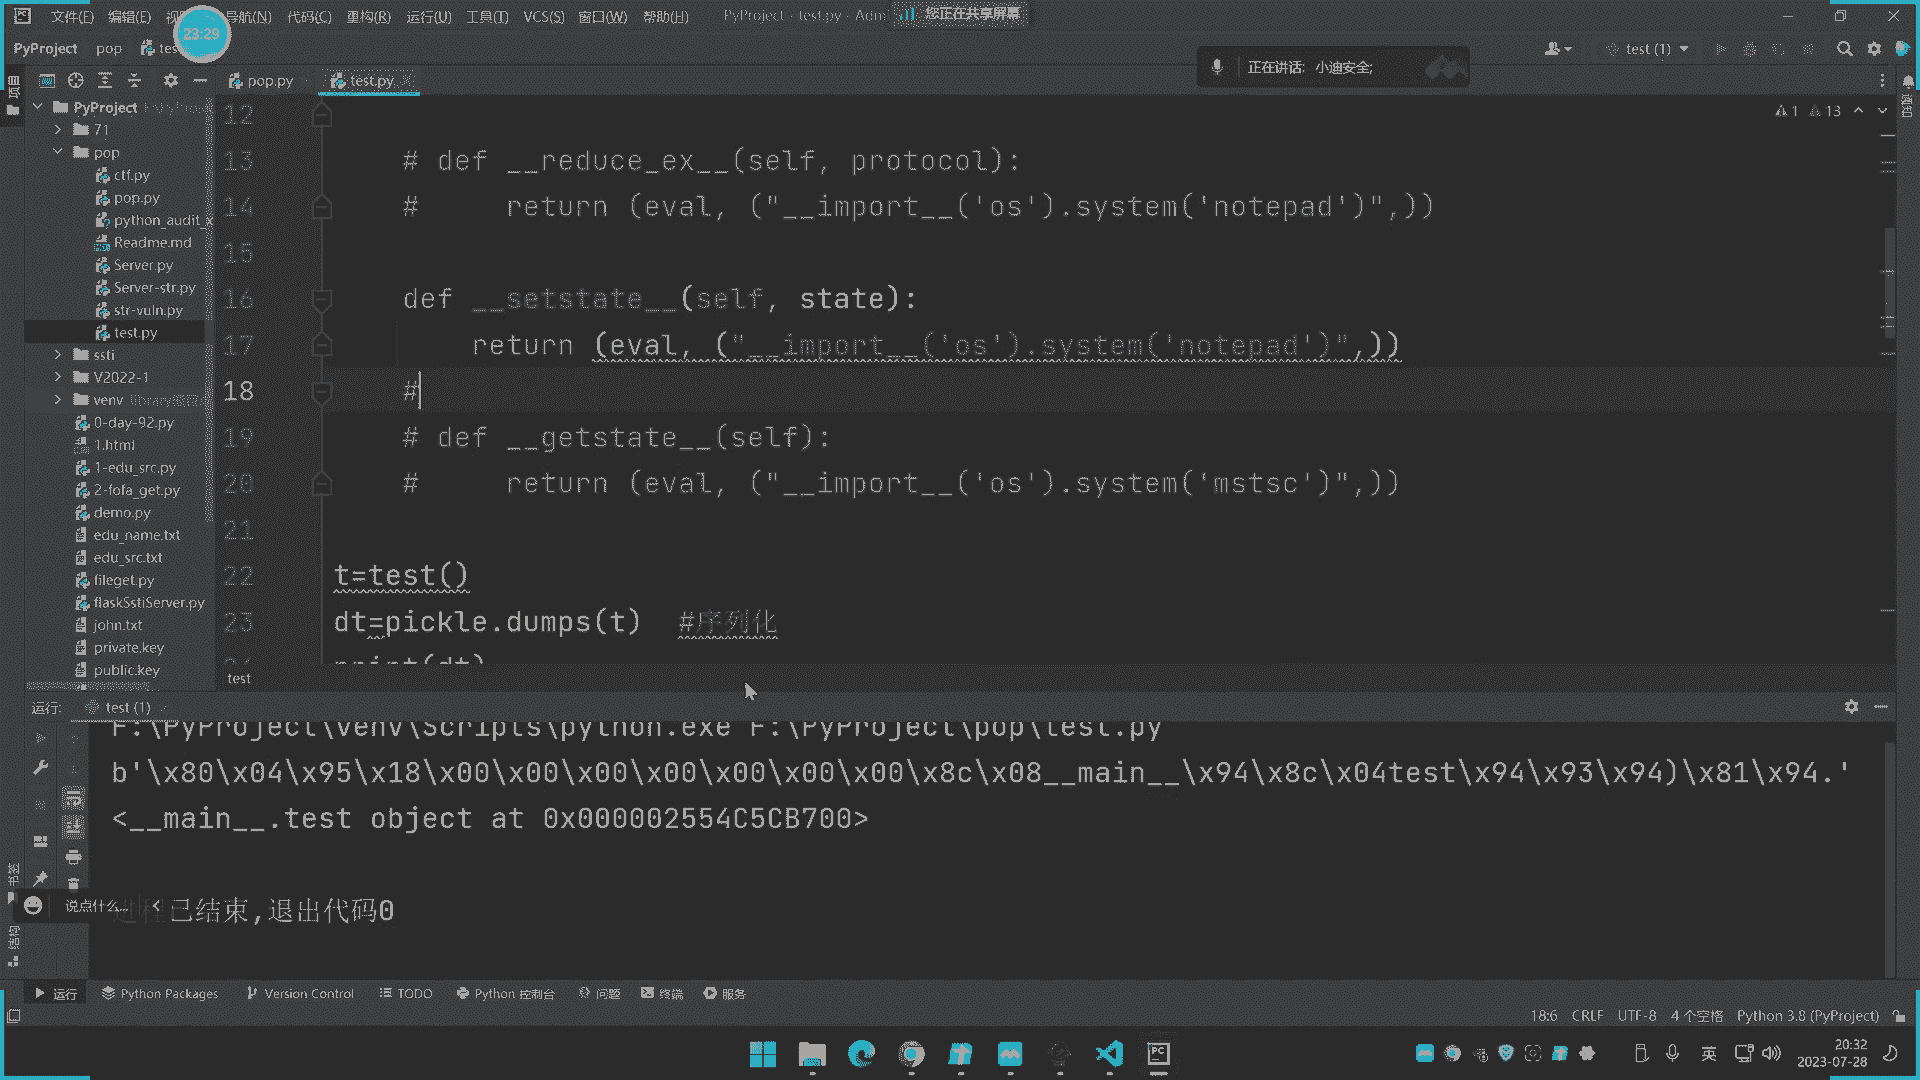 文件(F) 编辑(E) 导航(N) 代码(C) 重构(R) 运行(U) 工具(T) VCS(S) 窗口(W) 帮助(H) PyProject - test.py - Adm 您正在共享屏幕
23:29
PyProject pop test (1)
正在讲话: 小迪安全;
pop.py test.py
PyProject
71
pop
ctf.py
pop.py
python_audit_x
Readme.md
Server.py
Server-str.py
str-vuln.py
test.py
ssti
V2022-1
venv
0-day-92.py
1.html
1-edu_src.py
2-fofa_get.py
demo.py
edu_name.txt
edu_src.txt
fileget.py
flaskSstiServer.py
john.txt
private.key
public.key
1 13
12
13 # def __reduce_ex__(self, protocol):
14 # return (eval, ("__import__('os').system('notepad')",))
15
16 def __setstate__(self, state):
17 return (eval, ("__import__('os').system('notepad')",))
18 #
19 # def __getstate__(self):
20 # return (eval, ("__import__('os').system('mstsc')",))
21
22 t=test()
23 dt=pickle.dumps(t) #序列化
print(dt)
test
运行: test (1)
F:\PyProject\venv\Scripts\python.exe F:\PyProject\pop\test.py
b'\x80\x04\x95\x18\x00\x00\x00\x00\x00\x00\x00\x8c\x08__main__\x94\x8c\x04test\x94\x93\x94)\x81\x94.'
<__main__.test object at 0x000002554C5CB700>
说点什么...
进程已结束,退出代码0
书签
结构
运行 Python Packages Version Control TODO Python 控制台 问题 终端 服务
18:6 CRLF UTF-8 4 个空格 Python 3.8 (PyProject)
英
20:32
2023-07-28